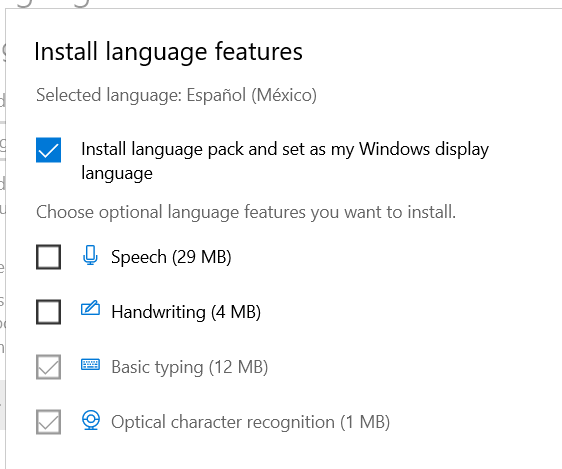 Install language features
Selected language: Español (México)
Install language pack and set as my Windows display
language
Choose optional language features you want to install.
Speech (29 MB)
Handwriting (4 MB)
Basic typing (12 MB)
Optical character recognition (1 MB)